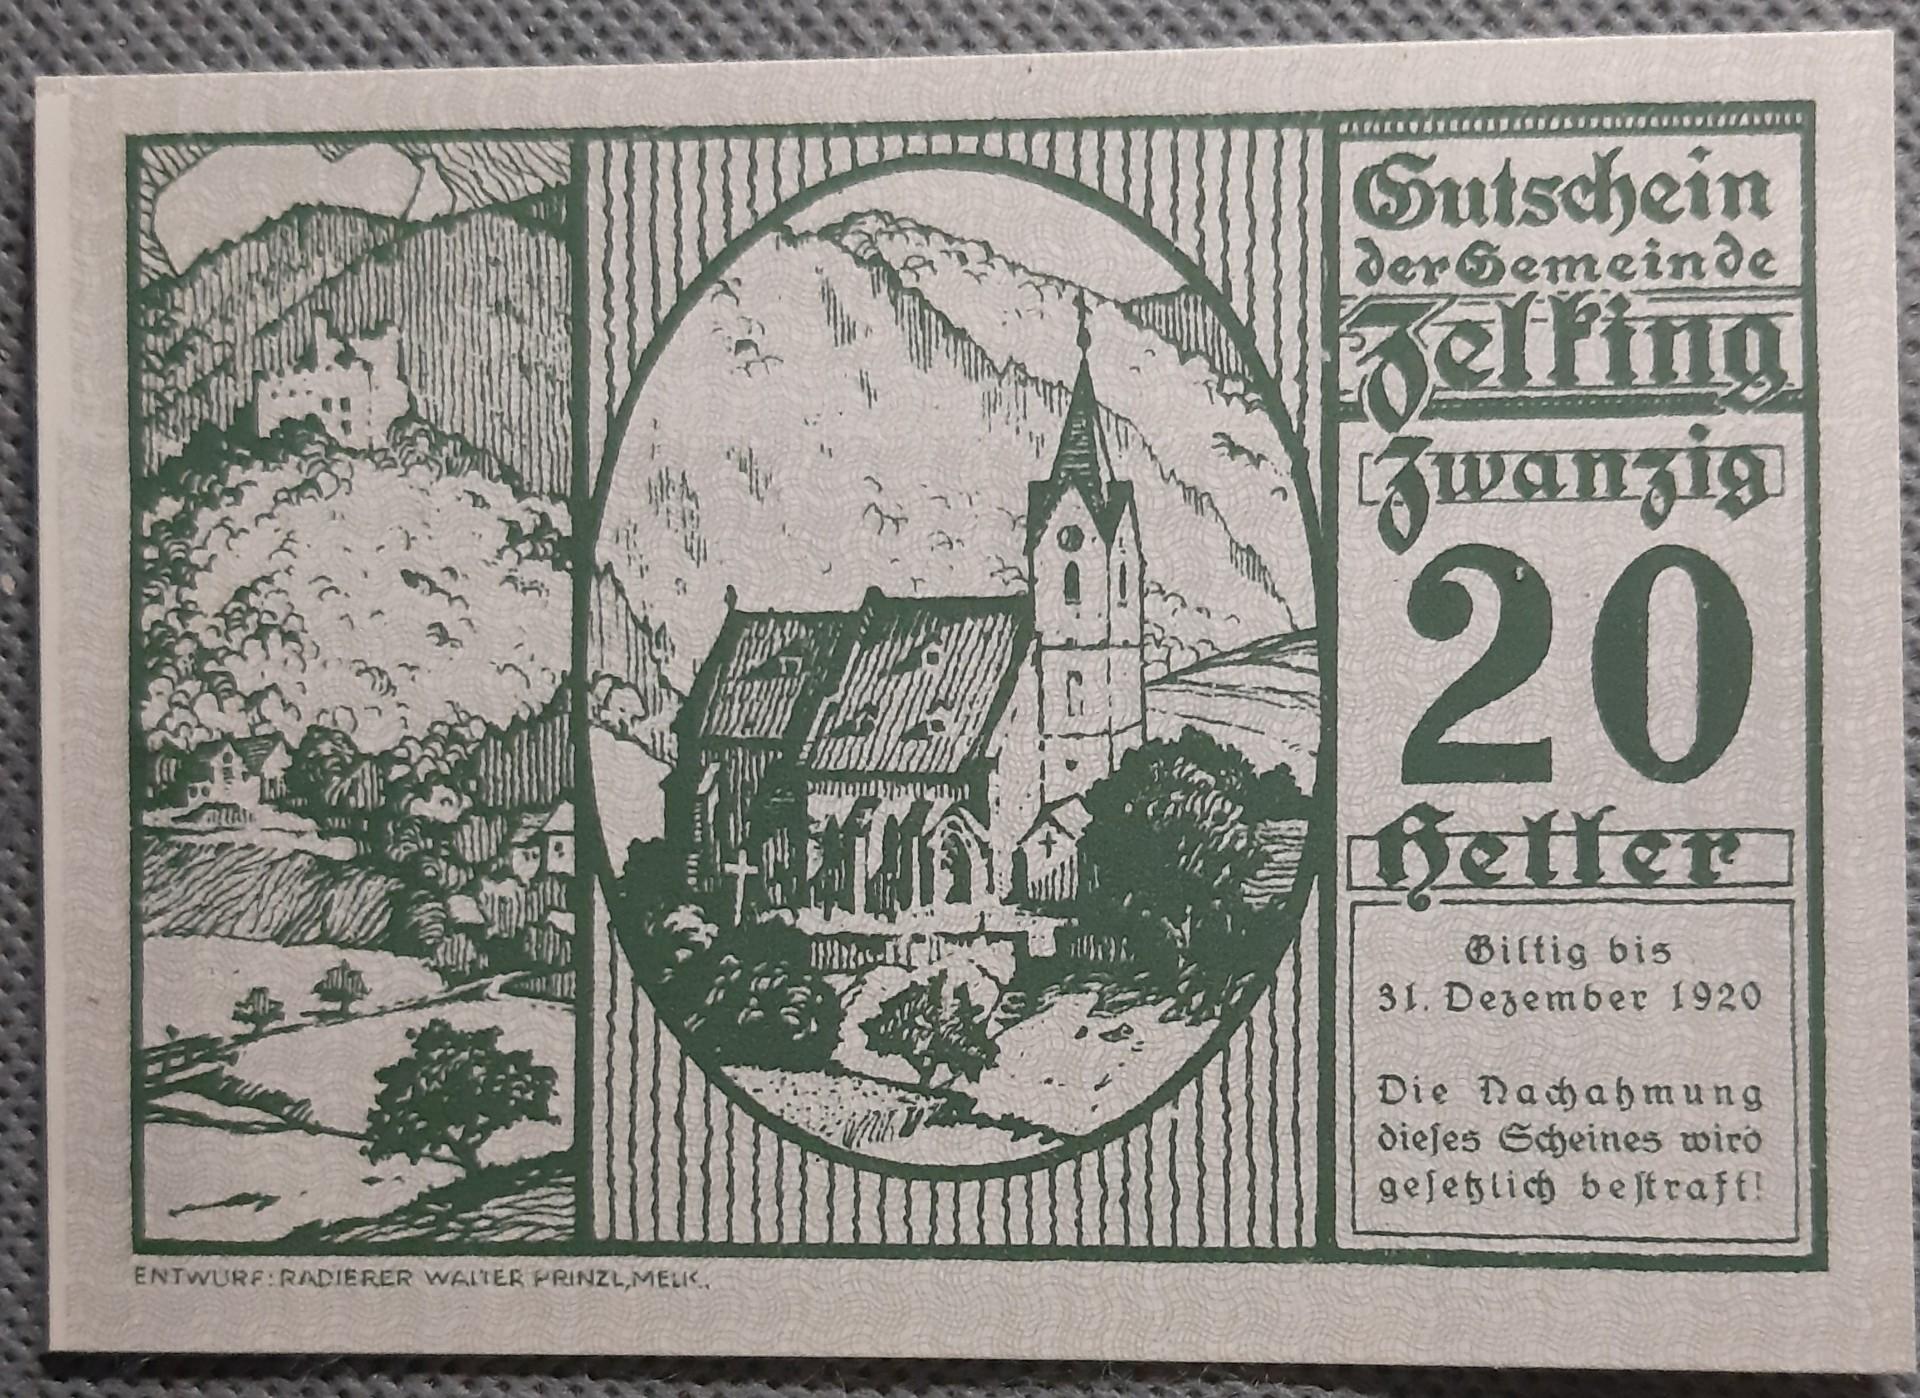 Gutschein
der Gemeinde
Zelking
Zwanzig
20
Heller
Giltig bis
31. Dezember 1920
Die Nachahmung
dieſes Scheines wird
geſetzlich beſtraft!
ENTWURF: RADIERER WALTER PRINZL, MELK.